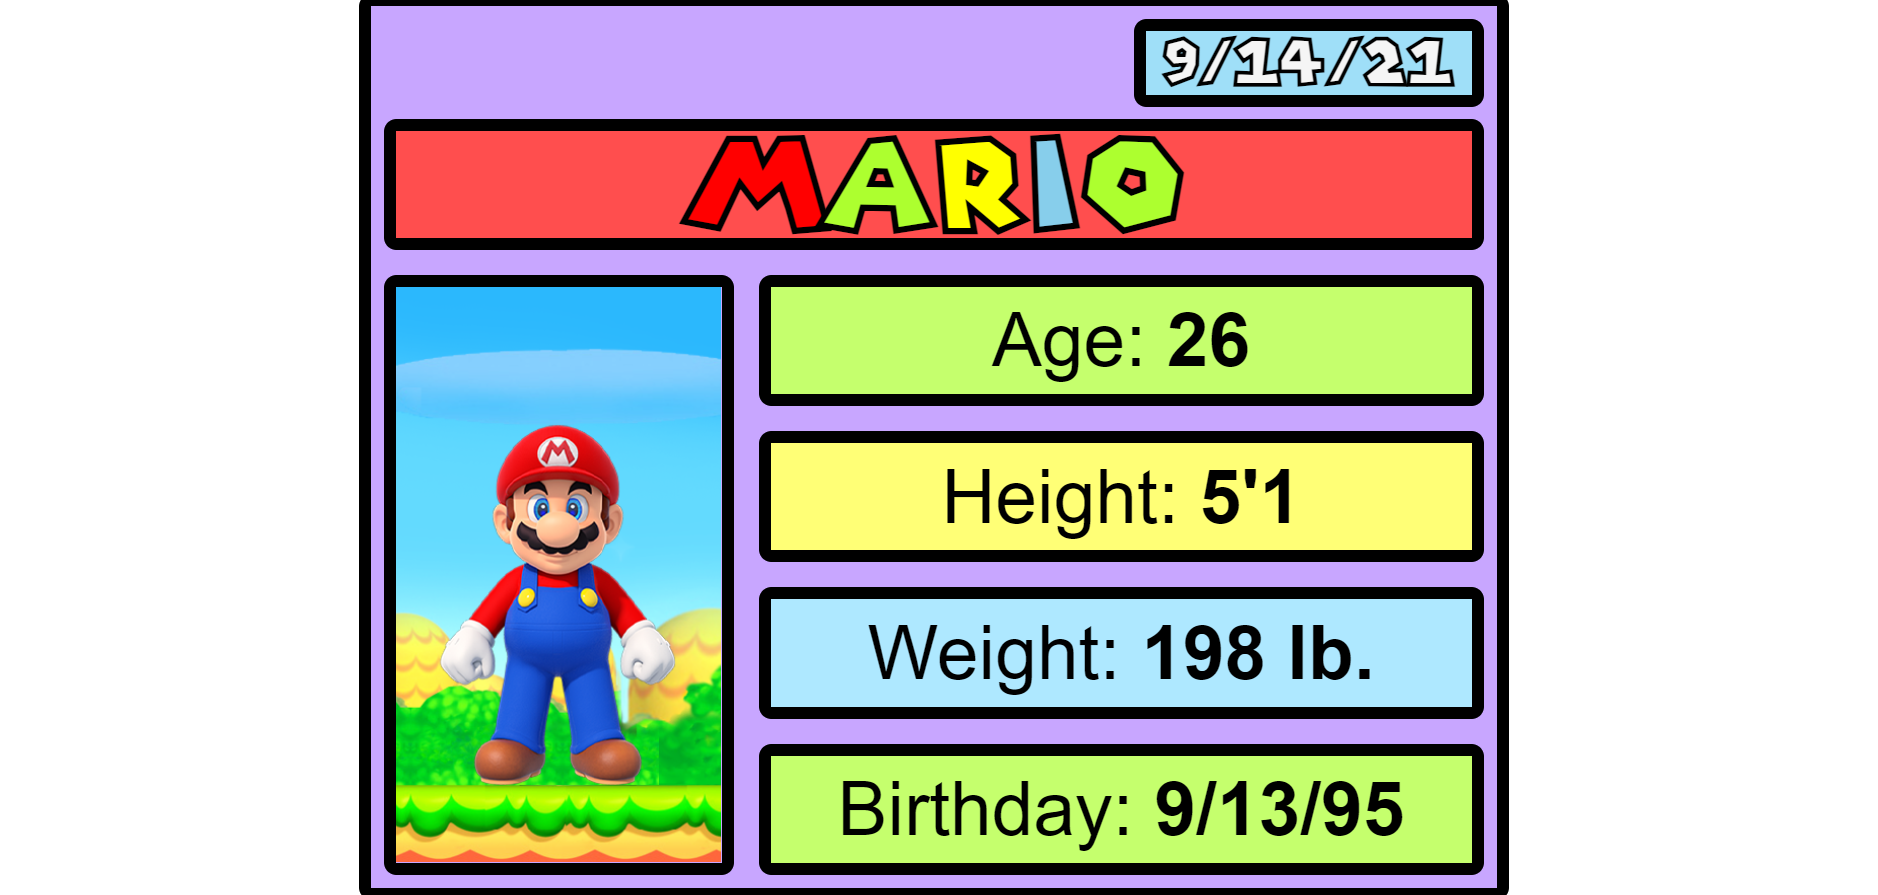 9/14/21
MARIO
M
Age: 26
Height: 5'1
Weight: 198 lb.
Birthday: 9/13/95